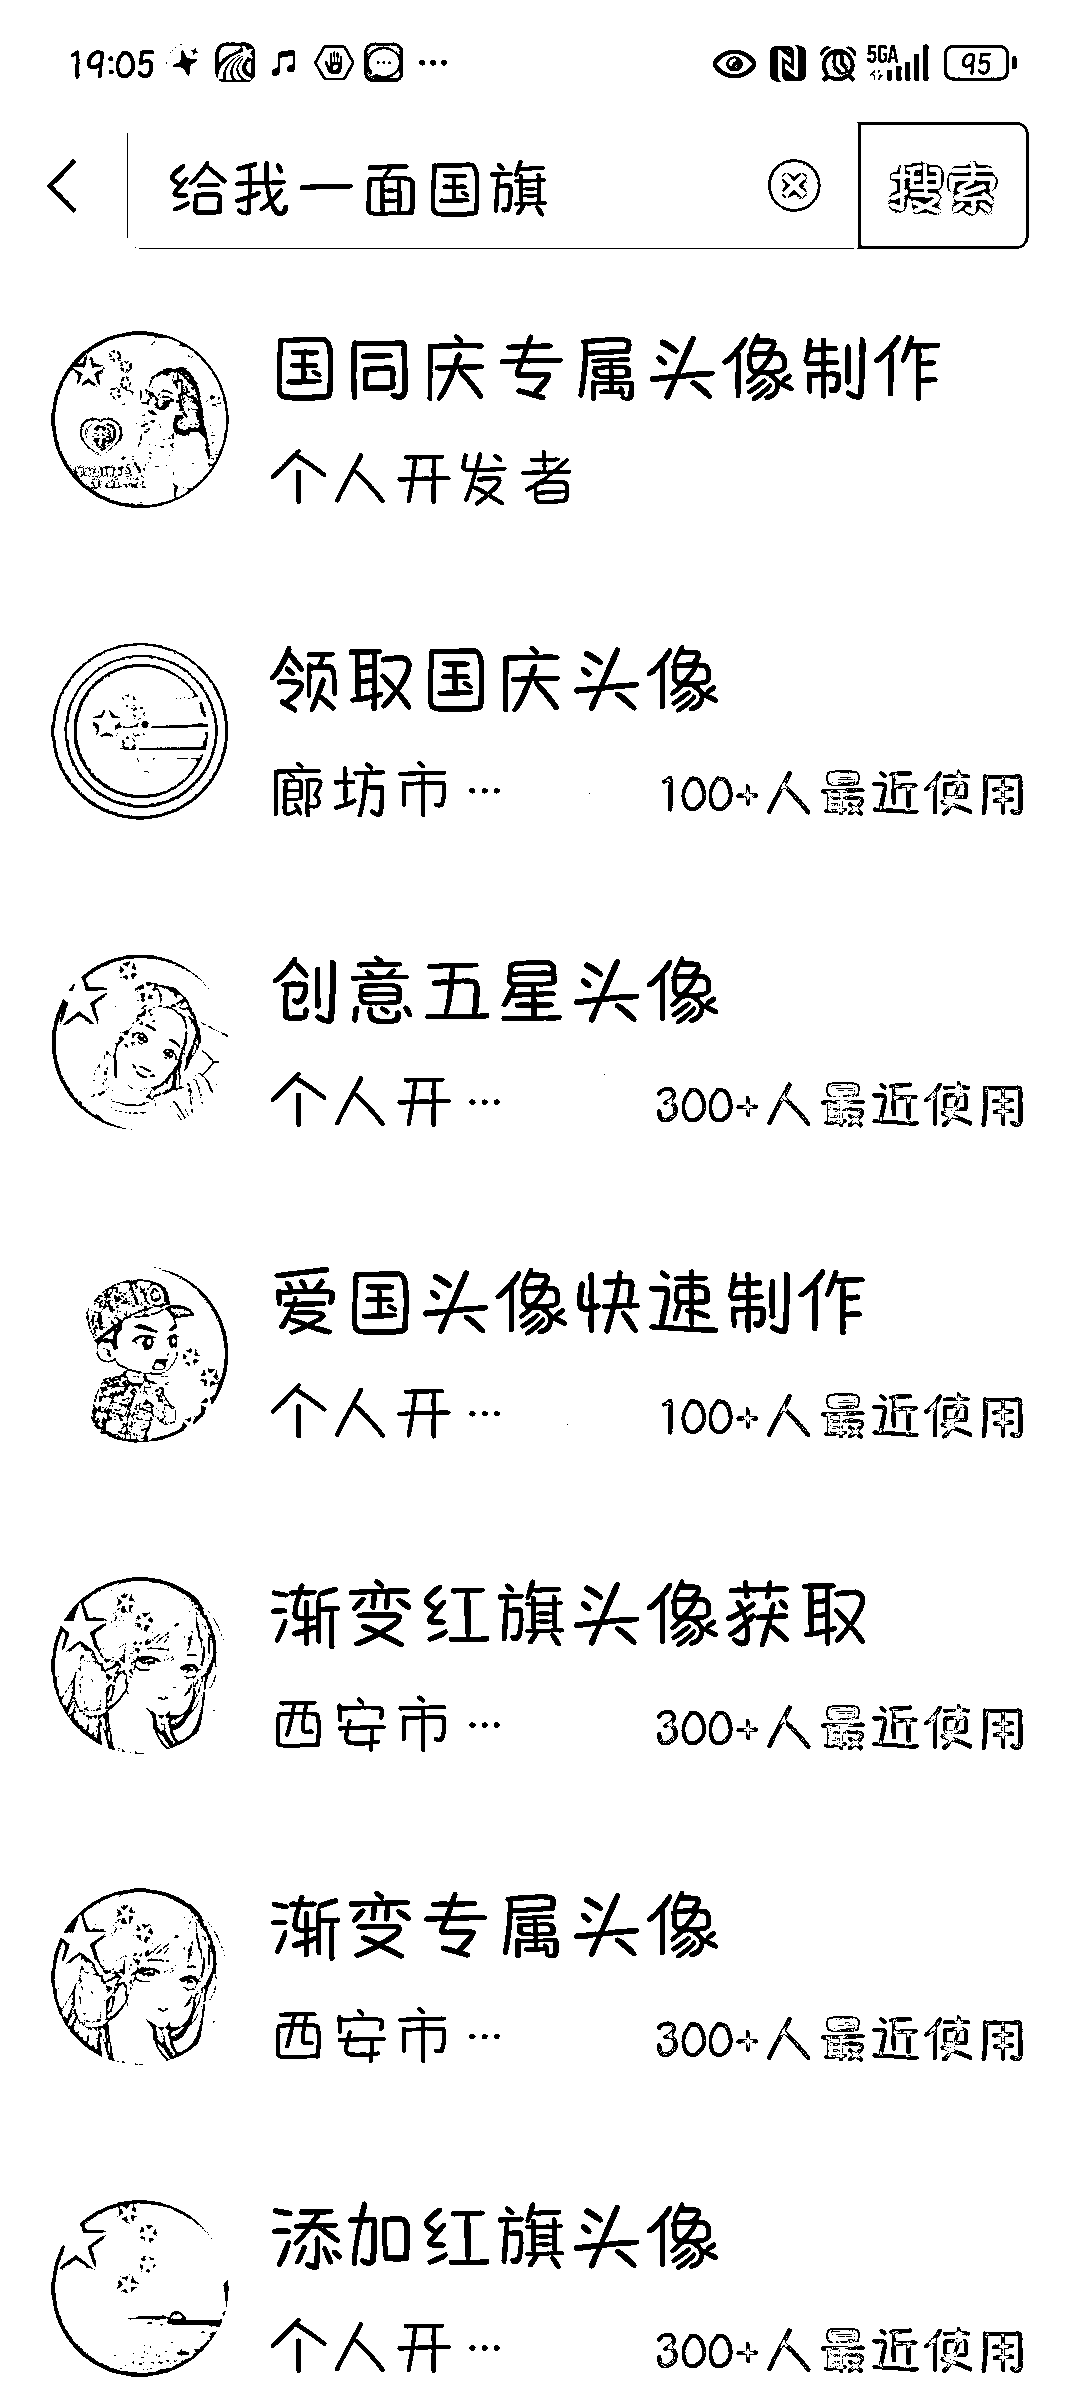 19:05 5GA 95
给我一面国旗 搜索
国同庆专属头像制作
个人开发者
领取国庆头像
廊坊市… 100+人最近使用
创意五星头像
个人开… 300+人最近使用
爱国头像快速制作
个人开… 100+人最近使用
渐变红旗头像获取
西安市… 300+人最近使用
渐变专属头像
西安市… 300+人最近使用
添加红旗头像
个人开… 300+人最近使用